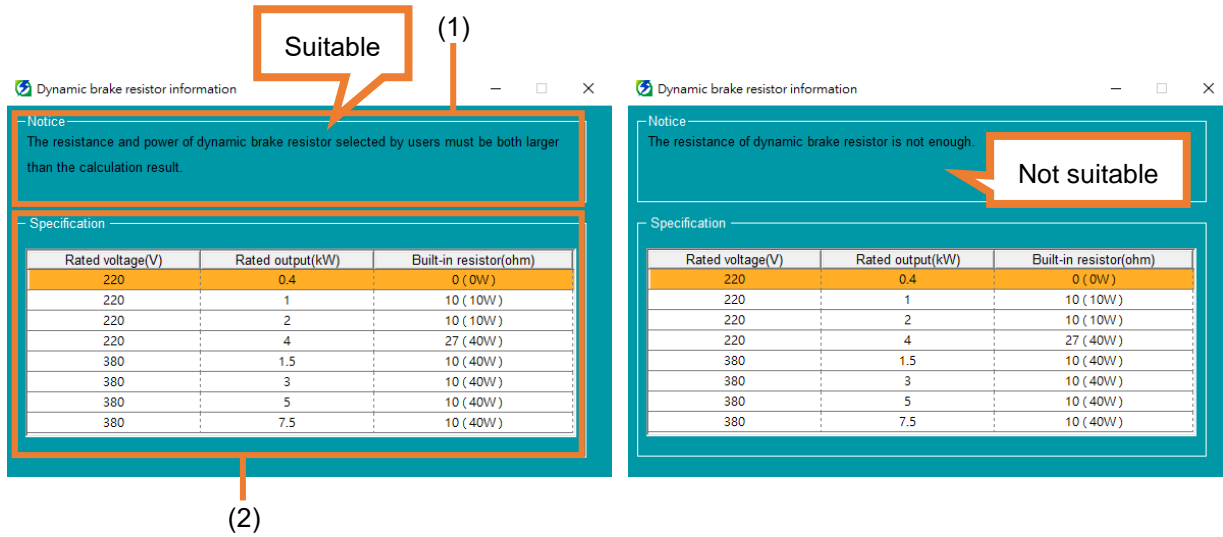 (1)
Suitable
Dynamic brake resistor information
Notice
The resistance and power of dynamic brake resistor selected by users must be both larger
than the calculation result.
Specification
Rated voltage(V) Rated output(kW) Built-in resistor(ohm)
220 0.4 0 ( 0W )
220 1 10 ( 10W )
220 2 10 ( 10W )
220 4 27 ( 40W )
380 1.5 10 ( 40W )
380 3 10 ( 40W )
380 5 10 ( 40W )
380 7.5 10 ( 40W )
(2)
Dynamic brake resistor information
Notice
The resistance of dynamic brake resistor is not enough.
Not suitable
Specification
Rated voltage(V) Rated output(kW) Built-in resistor(ohm)
220 0.4 0 ( 0W )
220 1 10 ( 10W )
220 2 10 ( 10W )
220 4 27 ( 40W )
380 1.5 10 ( 40W )
380 3 10 ( 40W )
380 5 10 ( 40W )
380 7.5 10 ( 40W )